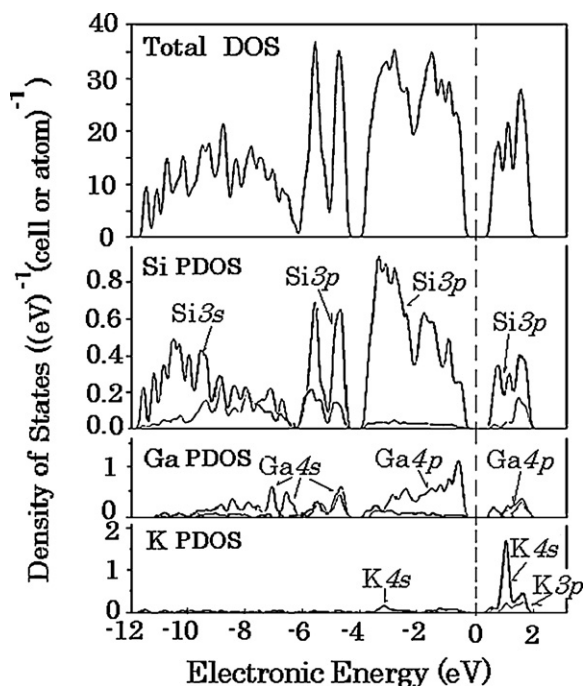 Density of States ((eV)⁻¹(cell or atom)⁻¹
40
Total DOS
30
20
10
0
Si PDOS
0.8
Si3p
Si3p
0.6
Si3s
0.4
Si3p
0.2
0.0
Ga PDOS
Ga4s
Ga4p
Ga4p
1
0
2
K PDOS
K4s
1
K4s
K3p
0
-12 -10 -8 -6 -4 -2 0 2
Electronic Energy (eV)